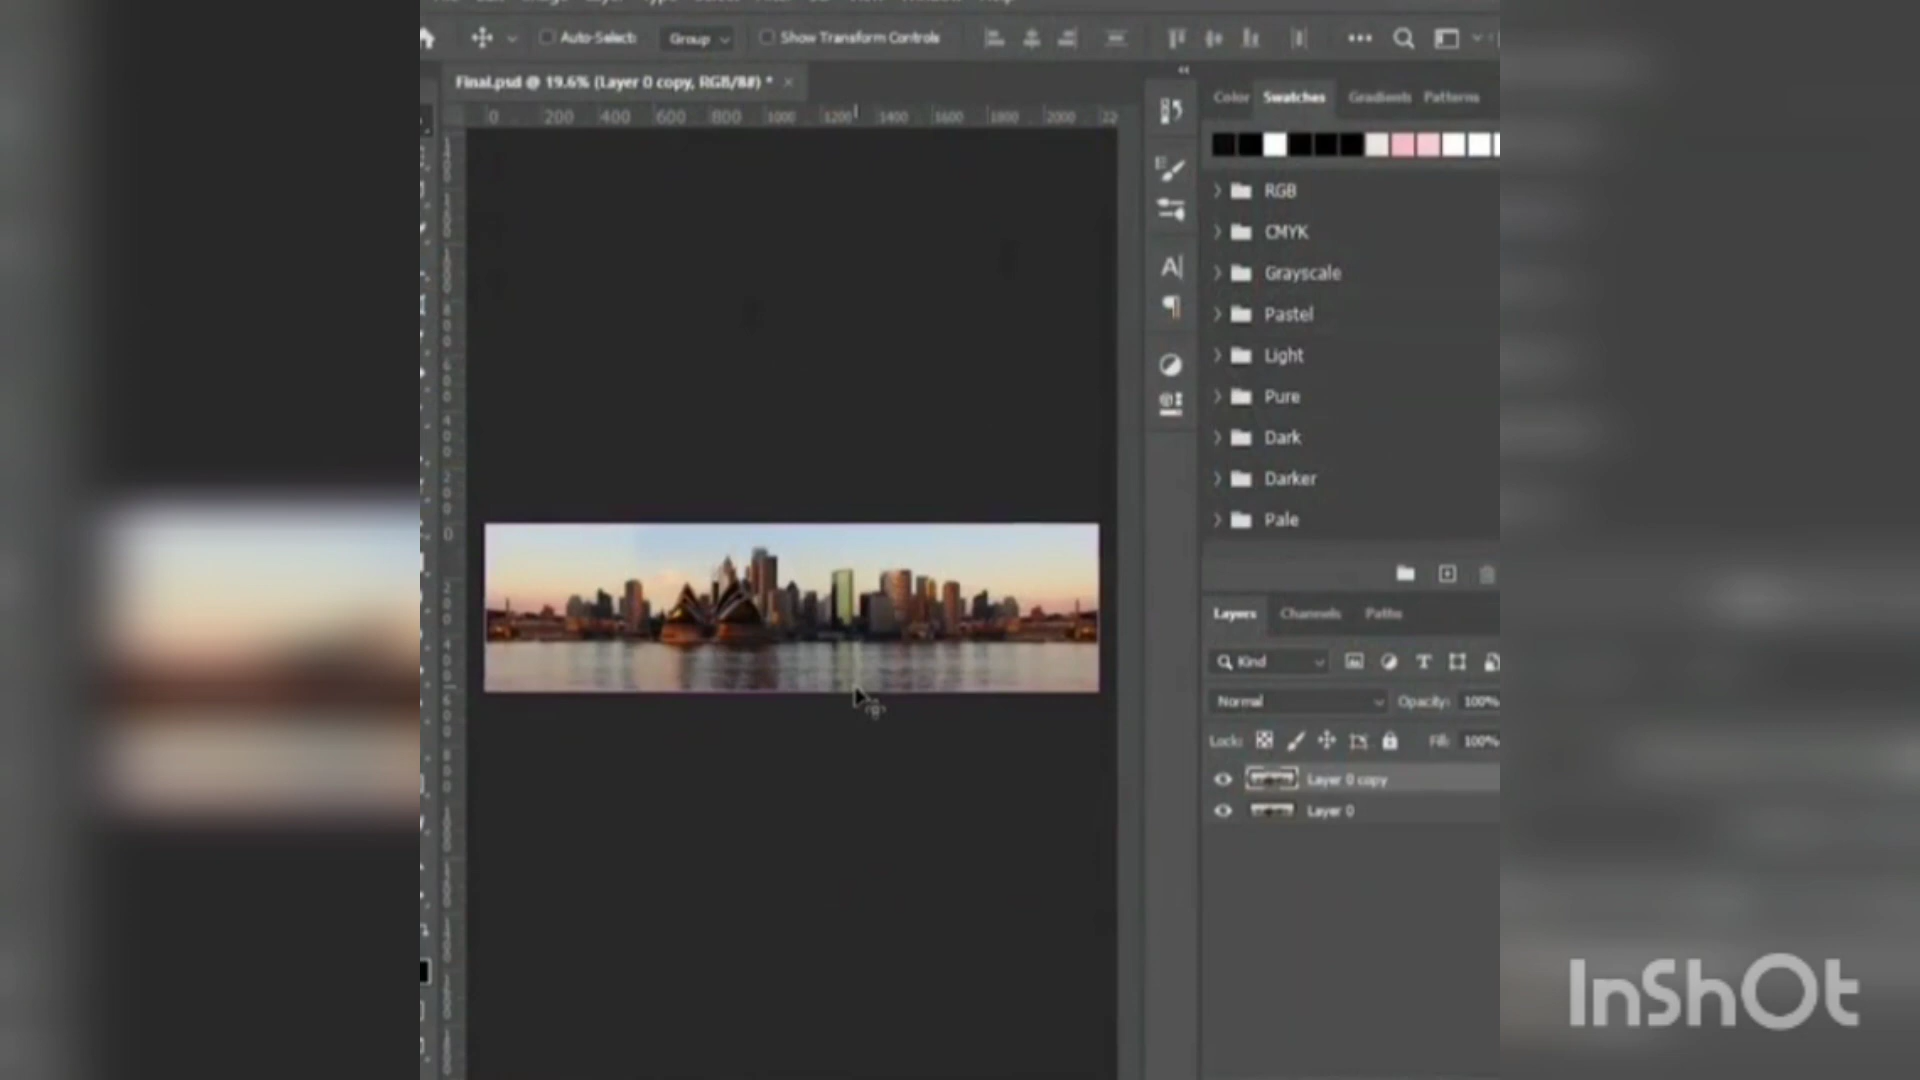 Auto-Select:
Group
Show Transform Controls
Final.psd @ 19.6% (Layer 0 copy, RGB/8#) *
0 200 400 600 800 1000 1200 1400 1600 1800 2000 22
Color Swatches Gradients Patterns
RGB
CMYK
Grayscale
Pastel
Light
Pure
Dark
Darker
Pale
Layers Channels Paths
Kind
Normal
Opacity: 100%
Lock:
Fill: 100%
Layer 0 copy
Layer 0
InShOt